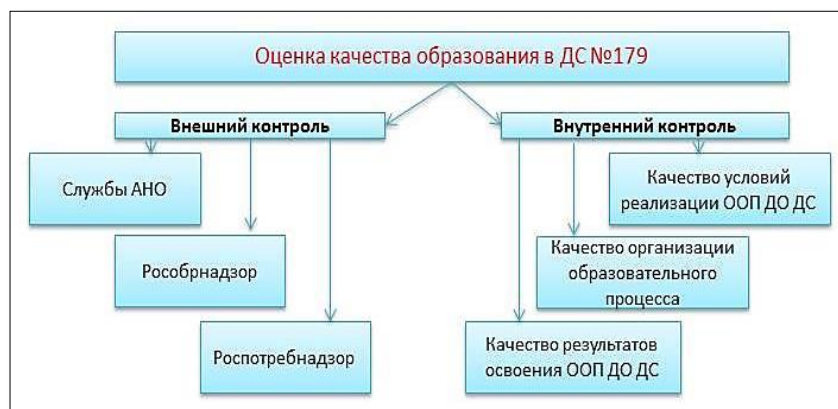 Оценка качества образования в ДС №179
Внешний контроль
Внутренний контроль
Службы АНО
Качество условий
реализации ООП ДО ДС
Рособрнадзор
Качество организации
образовательного
процесса
Роспотребнадзор
Качество результатов
освоения ООП ДО ДС